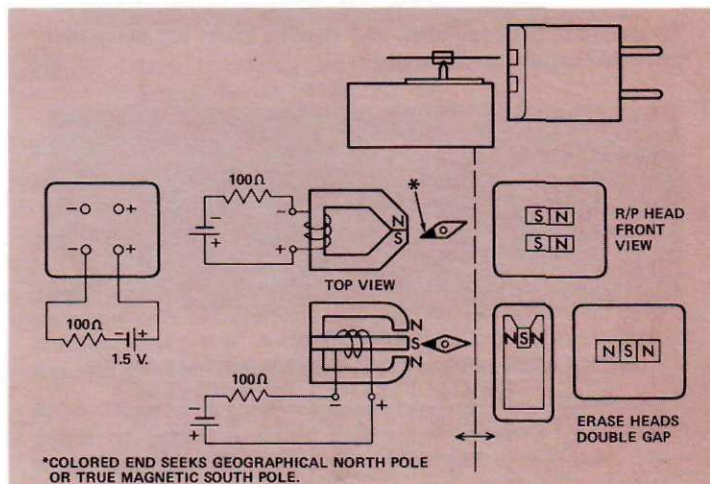 100Ω
*
- +
- +
-
+
-
+
N
S
TOP VIEW
S N
S N
R/P HEAD
FRONT
VIEW
100Ω
- +
1.5 V.
100Ω
N
S
N
-
+
- +
N S N
N S N
ERASE HEADS
DOUBLE GAP
*COLORED END SEEKS GEOGRAPHICAL NORTH POLE
OR TRUE MAGNETIC SOUTH POLE.